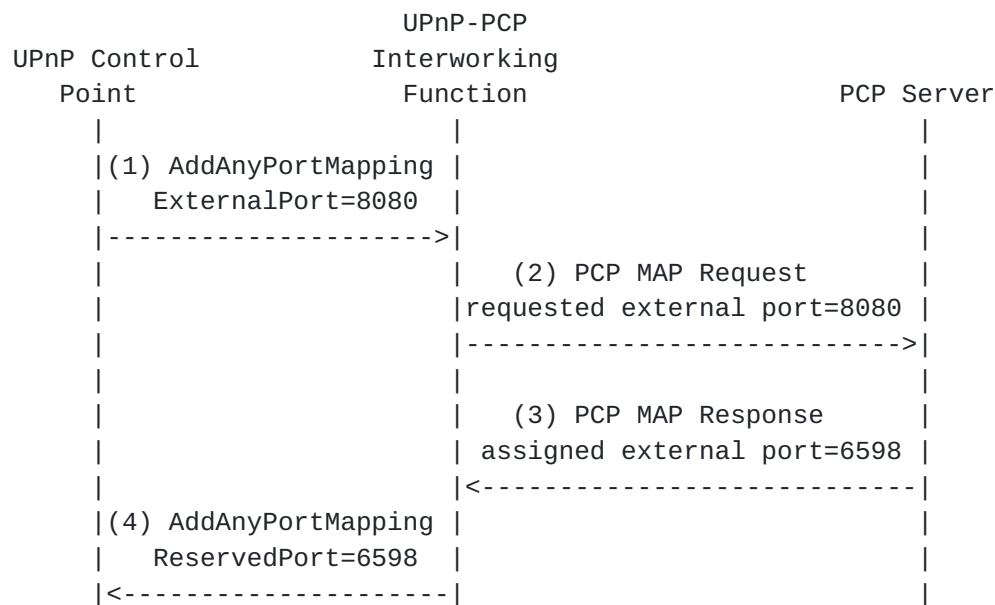 UPnP-PCP
UPnP Control           Interworking
   Point                 Function                    PCP Server
     |                      |                             |
     |(1) AddAnyPortMapping |                             |
     |   ExternalPort=8080  |                             |
     |--------------------->|                             |
     |                      |   (2) PCP MAP Request       |
     |                      |requested external port=8080 |
     |                      |---------------------------->|
     |                      |                             |
     |                      |   (3) PCP MAP Response      |
     |                      | assigned external port=6598 |
     |                      |<----------------------------|
     |(4) AddAnyPortMapping |                             |
     |   ReservedPort=6598  |                             |
     |<---------------------|                             |